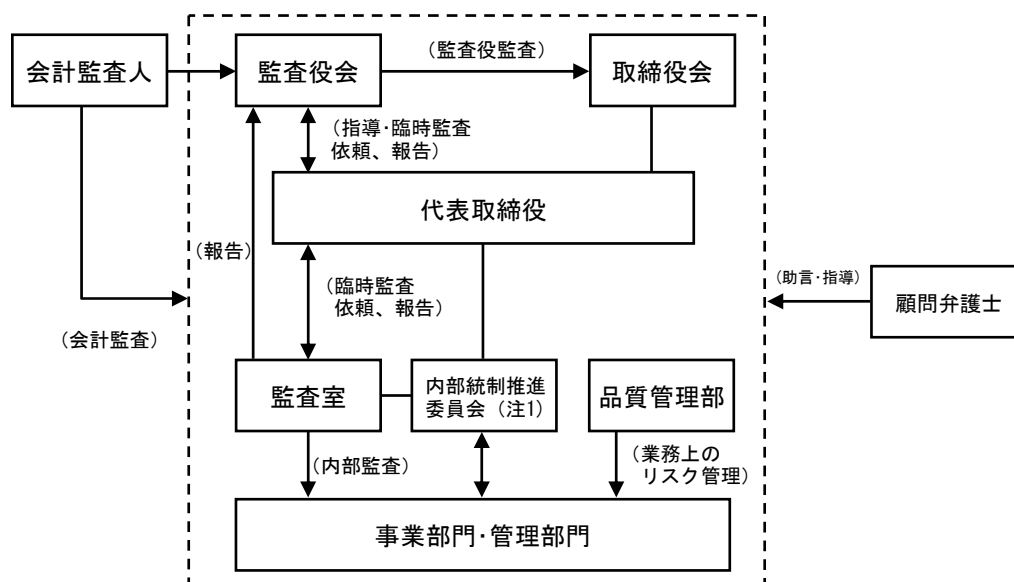 会計監査人
監査役会
(監査役監査)
取締役会
(指導･臨時監査
依頼、報告)
代表取締役
(報告)
(臨時監査
依頼、報告)
(助言･指導)
顧問弁護士
(会計監査)
監査室
内部統制推進
委員会(注1)
品質管理部
(内部監査)
(業務上の
リスク管理)
事業部門･管理部門